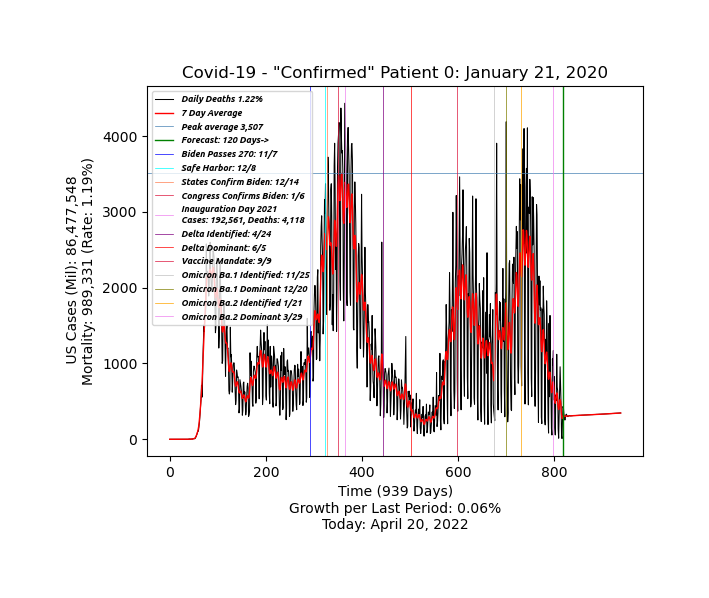 Covid-19 - "Confirmed" Patient 0: January 21, 2020
Daily Deaths 1.22%
7 Day Average
Peak average 3,507
Forecast: 120 Days->
Biden Passes 270: 11/7
Safe Harbor: 12/8
States Confirm Biden: 12/14
Congress Confirms Biden: 1/6
Inauguration Day 2021
Cases: 192,561, Deaths: 4,118
Delta Identified: 4/24
Delta Dominant: 6/5
Vaccine Mandate: 9/9
Omicron Ba.1 Identified: 11/25
Omicron Ba.1 Dominant 12/20
Omicron Ba.2 Identified 1/21
Omicron Ba.2 Dominant 3/29
US Cases (Mil): 86,477,548
Mortality: 989,331 (Rate: 1.19%)
4000
3000
2000
1000
0
0 200 400 600 800
Time (939 Days)
Growth per Last Period: 0.06%
Today: April 20, 2022